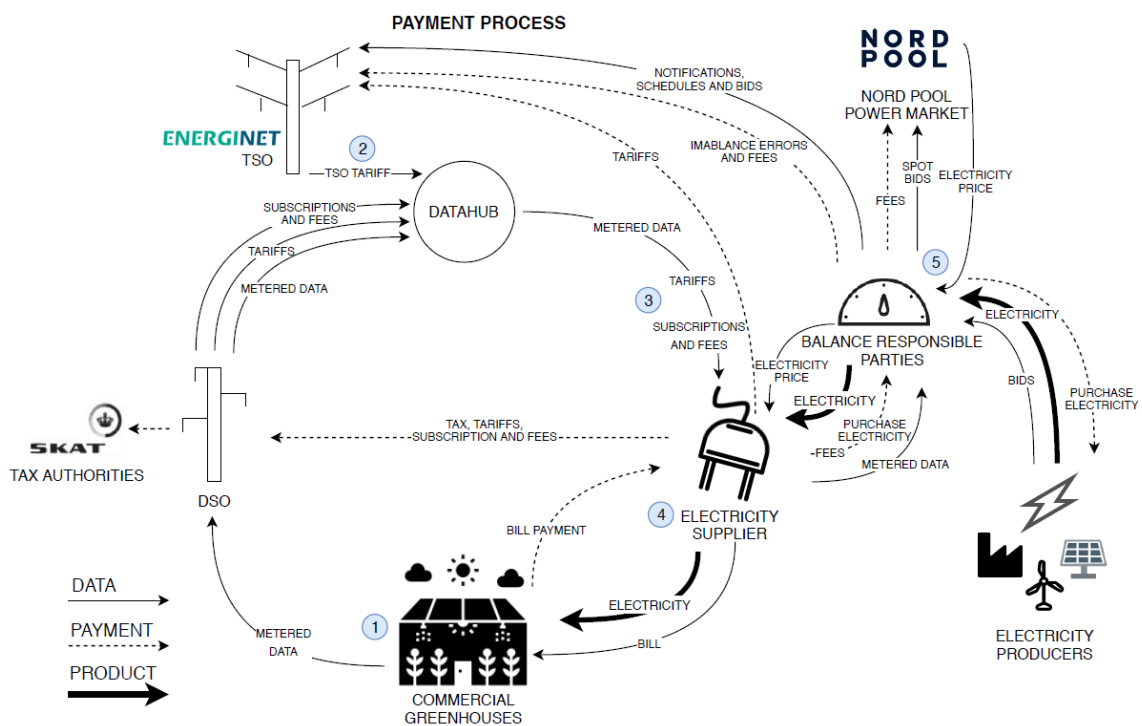 PAYMENT PROCESS
NORD
POOL
NOTIFICATIONS,
SCHEDULES AND BIDS
NORD POOL
POWER MARKET
ENERGINET
TSO
2
TSO TARIFF
TARIFFS
IMABLANCE ERRORS
AND FEES
SPOT
BIDS
ELECTRICITY
PRICE
FEES
SUBSCRIPTIONS
AND FEES
DATAHUB
METERED DATA
TARIFFS
METERED DATA
5
3
TARIFFS
SUBSCRIPTIONS
AND FEES
ELECTRICITY
BALANCE RESPONSIBLE
PARTIES
ELECTRICITY
PRICE
ELECTRICITY
BIDS
PURCHASE
ELECTRICITY
SKAT
TAX AUTHORITIES
TAX, TARIFFS,
SUBSCRIPTION AND FEES
PURCHASE
ELECTRICITY
-FEES
METERED DATA
DSO
4
ELECTRICITY
SUPPLIER
BILL PAYMENT
DATA
PAYMENT
PRODUCT
METERED
DATA
1
ELECTRICITY
BILL
COMMERCIAL
GREENHOUSES
ELECTRICITY
PRODUCERS